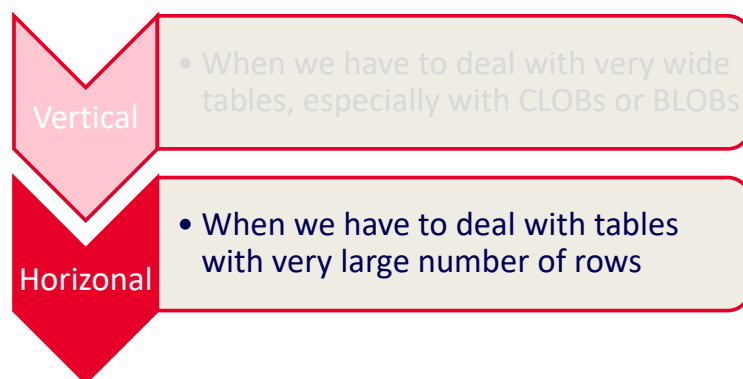 Vertical
• When we have to deal with very wide
tables, especially with CLOBs or BLOBs
Horizonal
• When we have to deal with tables
with very large number of rows